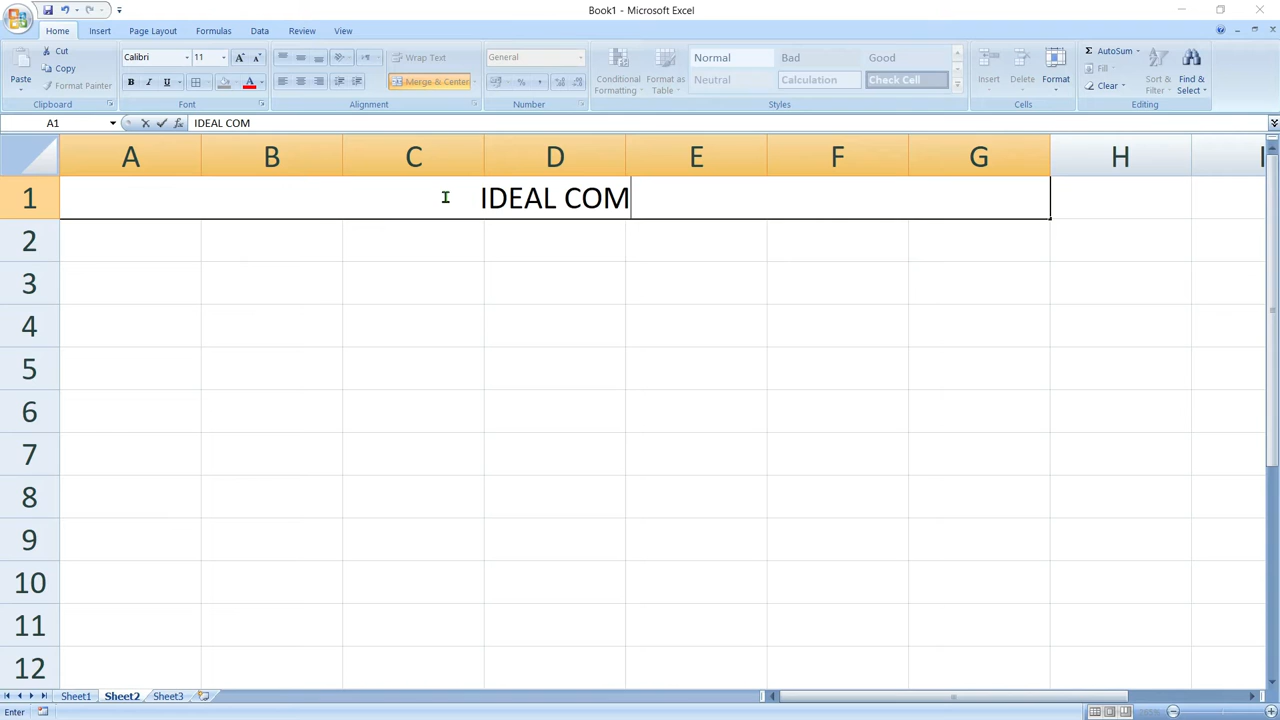 Book1 - Microsoft Excel
Home Insert Page Layout Formulas Data Review View
Paste
Cut
Copy
Format Painter
Clipboard
Calibri 11
B I U
Font
Wrap Text
Merge & Center
Alignment
General
Number
Conditional Formatting
Format as Table
Normal Bad Good
Neutral Calculation Check Cell
Styles
Insert Delete Format
Cells
AutoSum
Fill
Clear
Sort & Filter
Find & Select
Editing
A1 IDEAL COM
A B C D E F G H I
1 IDEAL COM
2
3
4
5
6
7
8
9
10
11
12
Sheet1 Sheet2 Sheet3
Enter